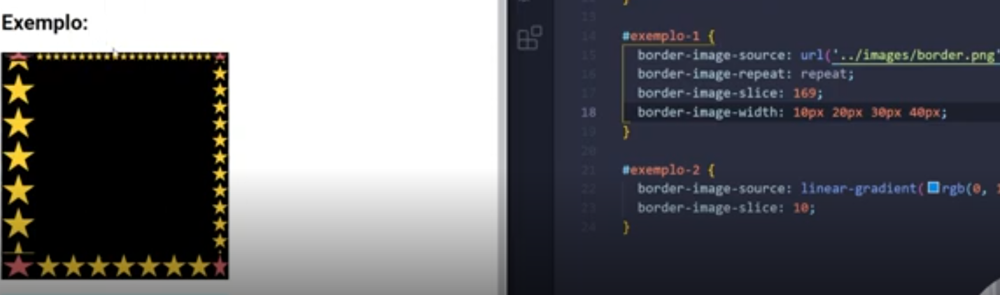 Exemplo:
}
13
14 #exemplo-1 {
15 border-image-source: url('../images/border.png'
16 border-image-repeat: repeat;
17 border-image-slice: 169;
18 border-image-width: 10px 20px 30px 40px;
19 }
20
21 #exemplo-2 {
22 border-image-source: linear-gradient( rgb(0,
23 border-image-slice: 10;
24 }